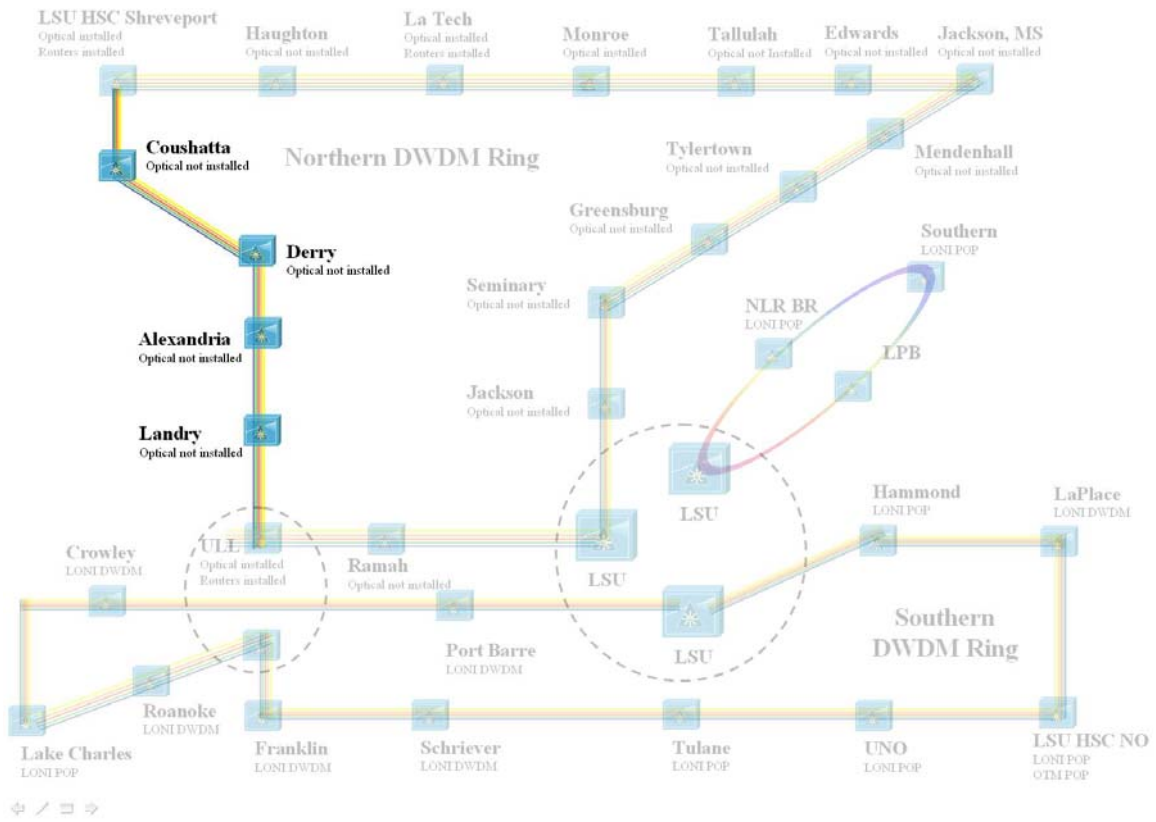 LSU HSC Shreveport
Optical installed
Routers installed
Haughton
Optical not installed
La Tech
Optical installed
Routers installed
Monroe
Optical not installed
Tallulah
Optical not Installed
Edwards
Optical not installed
Jackson, MS
Optical not installed
Coushatta
Optical not installed
Northern DWDM Ring
Tylertown
Optical not installed
Mendenhall
Optical not installed
Greensburg
Optical not installed
Southern
LONI POP
Derry
Optical not installed
Seminary
Optical not installed
NLR BR
LONI POP
Alexandria
Optical not installed
LPB
Jackson
Optical not installed
Landry
Optical not installed
LSU
Hammond
LONI POP
LaPlace
LONI DWDM
ULL
Optical installed
Routers installed
Crowley
LONI DWDM
Ramah
Optical not installed
LSU
Southern
DWDM Ring
Port Barre
LONI DWDM
LSU
Roanoke
LONI DWDM
Lake Charles
LONI POP
Franklin
LONI DWDM
Schriever
LONI DWDM
Tulane
LONI POP
UNO
LONI POP
LSU HSC NO
LONI POP
OTM POP